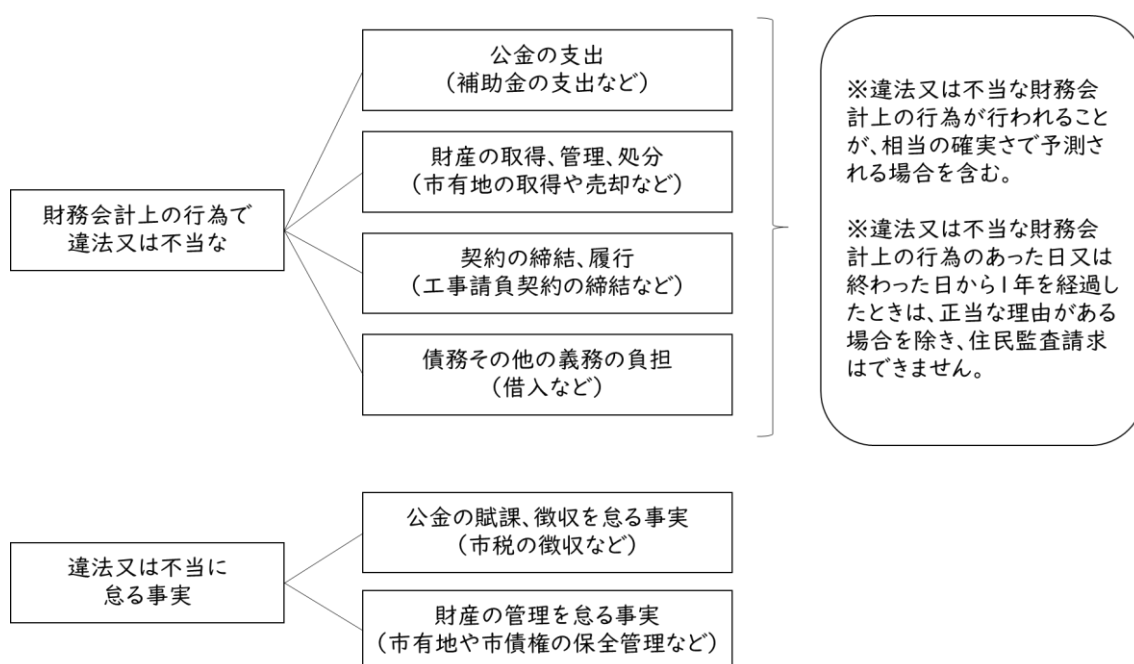 財務会計上の行為で
違法又は不当な
公金の支出
(補助金の支出など)
財産の取得、管理、処分
(市有地の取得や売却など)
契約の締結、履行
(工事請負契約の締結など)
債務その他の義務の負担
(借入など)
※違法又は不当な財務会
計上の行為が行われること
が、相当の確実さで予測さ
れる場合を含む。
※違法又は不当な財務会
計上の行為のあった日又は
終わった日から1年を経過し
たときは、正当な理由がある
場合を除き、住民監査請求
はできません。
違法又は不当に
怠る事実
公金の賦課、徴収を怠る事実
(市税の徴収など)
財産の管理を怠る事実
(市有地や市債権の保全管理など)